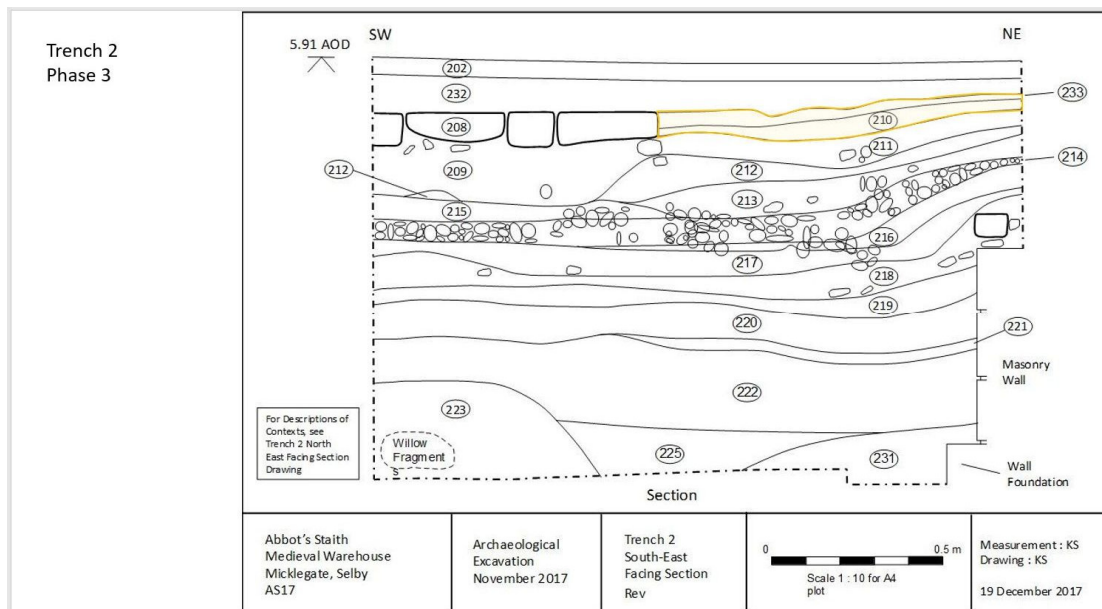 Trench 2
Phase 3
SW
NE
5.91 AOD
202
232
233
208
210
211
212
209
212
214
213
215
216
217
218
219
220
221
Masonry
Wall
222
223
For Descriptions of
Contexts, see
Trench 2 North
East Facing Section
Drawing
Willow
Fragment
s
225
231
Wall
Foundation
Section
Abbot's Staith
Medieval Warehouse
Micklegate, Selby
AS17
Archaeological
Excavation
November 2017
Trench 2
South-East
Facing Section
Rev
0
0.5 m
Scale 1 : 10 for A4
plot
Measurement : KS
Drawing : KS
19 December 2017